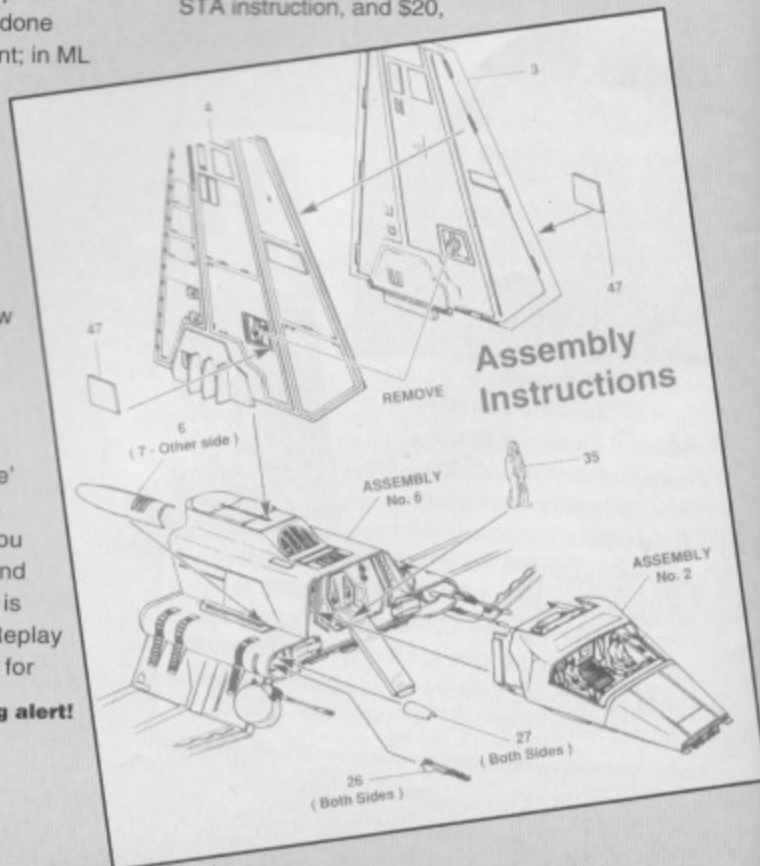 STA instruction, and $20,
done
nt; in ML
w
e'
ou
nd
is
Replay
for
g alert!
3
4
47
47
Assembly
Instructions
REMOVE
6
( 7 - Other side )
35
ASSEMBLY
No. 6
ASSEMBLY
No. 2
27
( Both Sides )
26
( Both Sides )